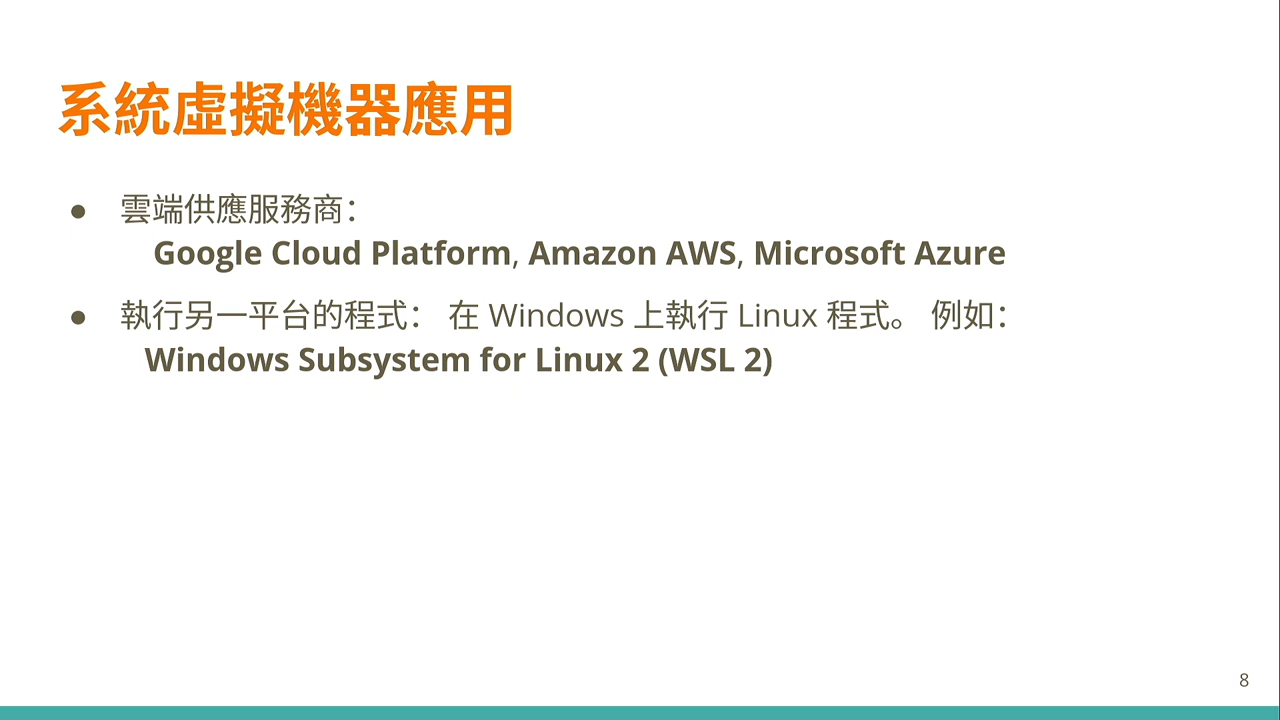 系統虛擬機器應用
● 雲端供應服務商：
Google Cloud Platform, Amazon AWS, Microsoft Azure
● 執行另一平台的程式： 在 Windows 上執行 Linux 程式。 例如：
Windows Subsystem for Linux 2 (WSL 2)
8